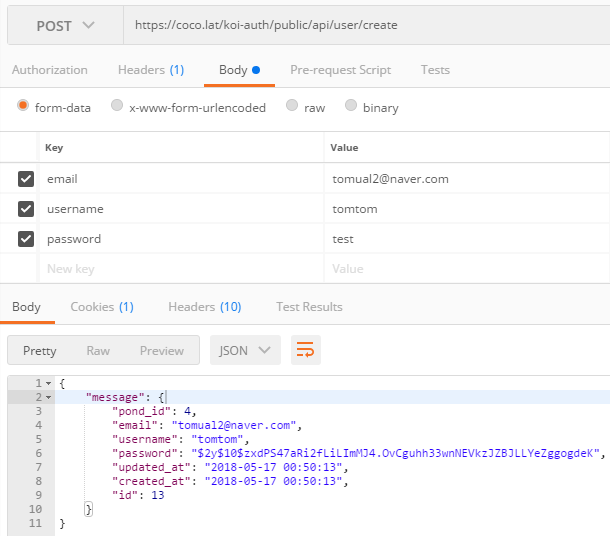 POST https://coco.lat/koi-auth/public/api/user/create
Authorization Headers (1) Body Pre-request Script Tests
form-data x-www-form-urlencoded raw binary
Key Value
email tomual2@naver.com
username tomtom
password test
New key Value
Body Cookies (1) Headers (10) Test Results
Pretty Raw Preview JSON
1 {
2 "message": {
3 "pond_id": 4,
4 "email": "tomual2@naver.com",
5 "username": "tomtom",
6 "password": "$2y$10$zxdPS47aRi2fLiLImMJ4.OvCguhh33wnNEVkzJZBJLLYeZggogdeK",
7 "updated_at": "2018-05-17 00:50:13",
8 "created_at": "2018-05-17 00:50:13",
9 "id": 13
10 }
11 }